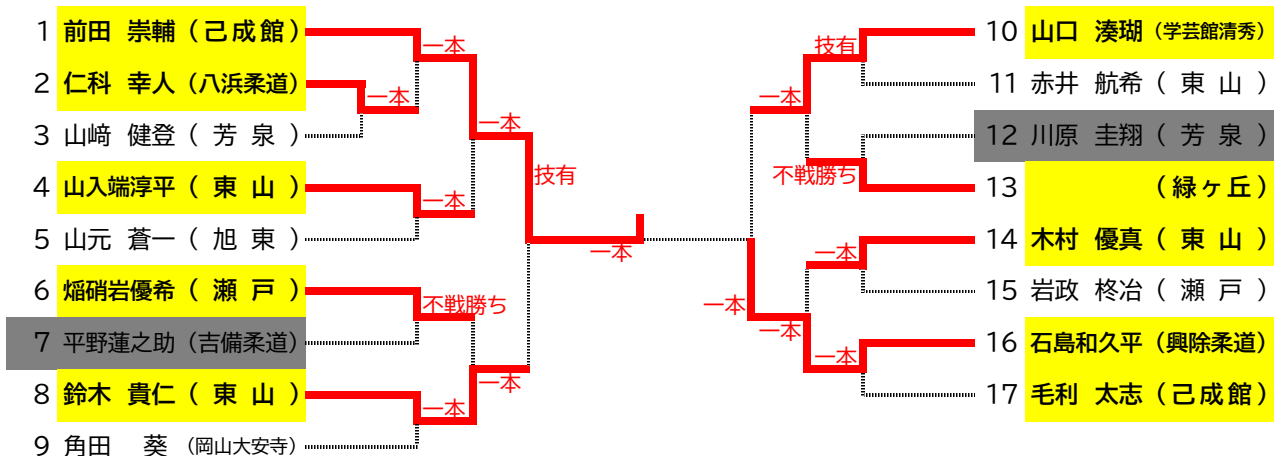 1 前田 崇輔（己成館）
一本
2 仁科 幸人（八浜柔道）
一本
3 山﨑 健登（ 芳 泉 ）
一本
4 山入端淳平（ 東 山 ）
一本
5 山元 蒼一（ 旭 東 ）
技有
6 焔硝岩優希（ 瀬 戸 ）
不戦勝ち
7 平野蓮之助（吉備柔道）
一本
8 鈴木 貴仁（ 東 山 ）
一本
9 角田 葵（岡山大安寺）
一本
10 山口 湊瑚（学芸館清秀）
技有
11 赤井 航希（ 東 山 ）
一本
12 川原 圭翔（ 芳 泉 ）
不戦勝ち
13 （緑ヶ丘）
14 木村 優真（ 東 山 ）
一本
15 岩政 柊冶（ 瀬 戸 ）
一本
一本
16 石島和久平（興除柔道）
一本
17 毛利 太志（己成館）